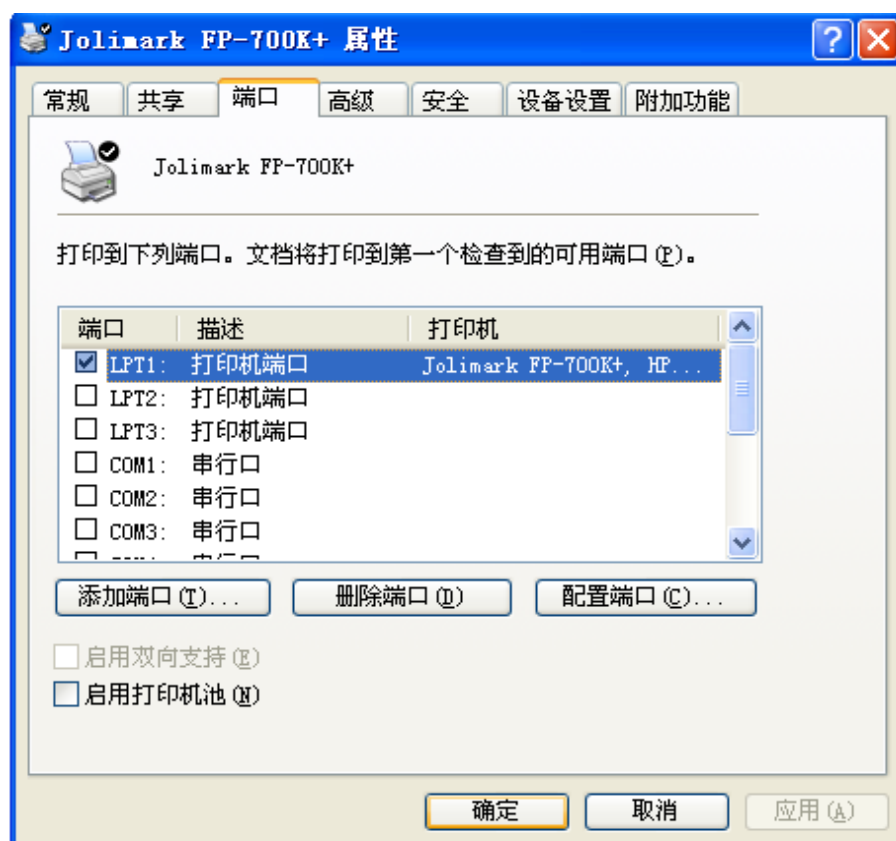 Jolimark FP-700K+ 属性
常规 共享 端口 高级 安全 设备设置 附加功能
Jolimark FP-700K+
打印到下列端口。文档将打印到第一个检查到的可用端口(P)。
端口 描述 打印机
LPT1: 打印机端口 Jolimark FP-700K+, HP...
LPT2: 打印机端口
LPT3: 打印机端口
COM1: 串行口
COM2: 串行口
COM3: 串行口
添加端口(T)... 删除端口(D) 配置端口(C)...
启用双向支持(E)
启用打印机池(N)
确定 取消 应用(A)